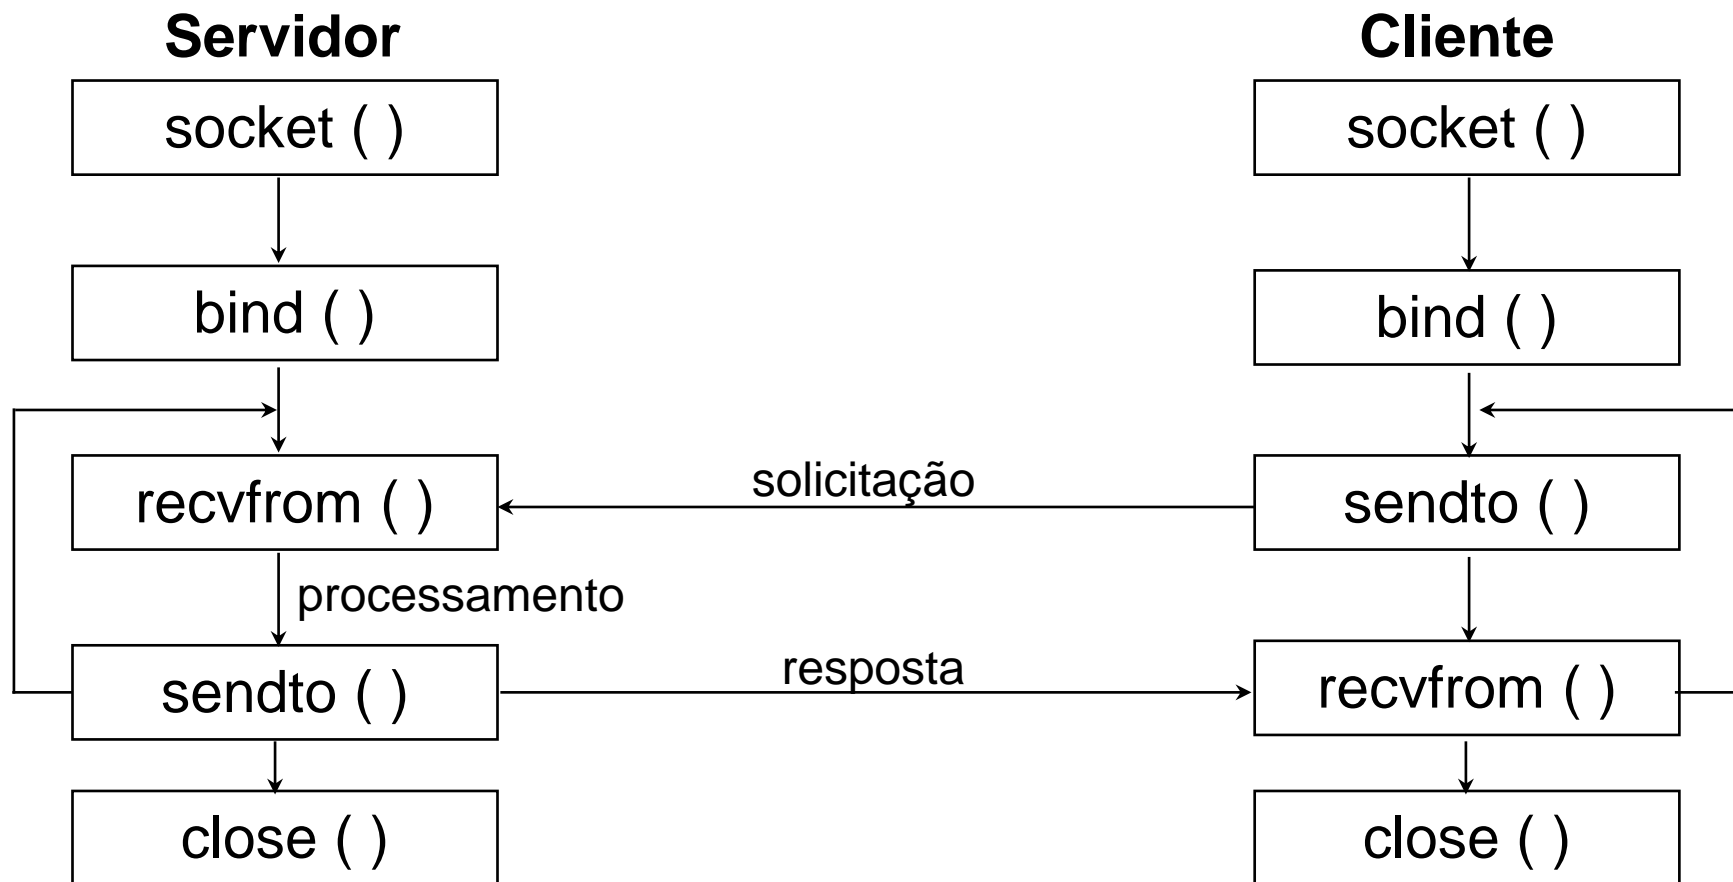 Servidor
Cliente
socket ( )
socket ( )
bind ( )
bind ( )
recvfrom ( )
solicitação
sendto ( )
processamento
sendto ( )
resposta
recvfrom ( )
close ( )
close ( )